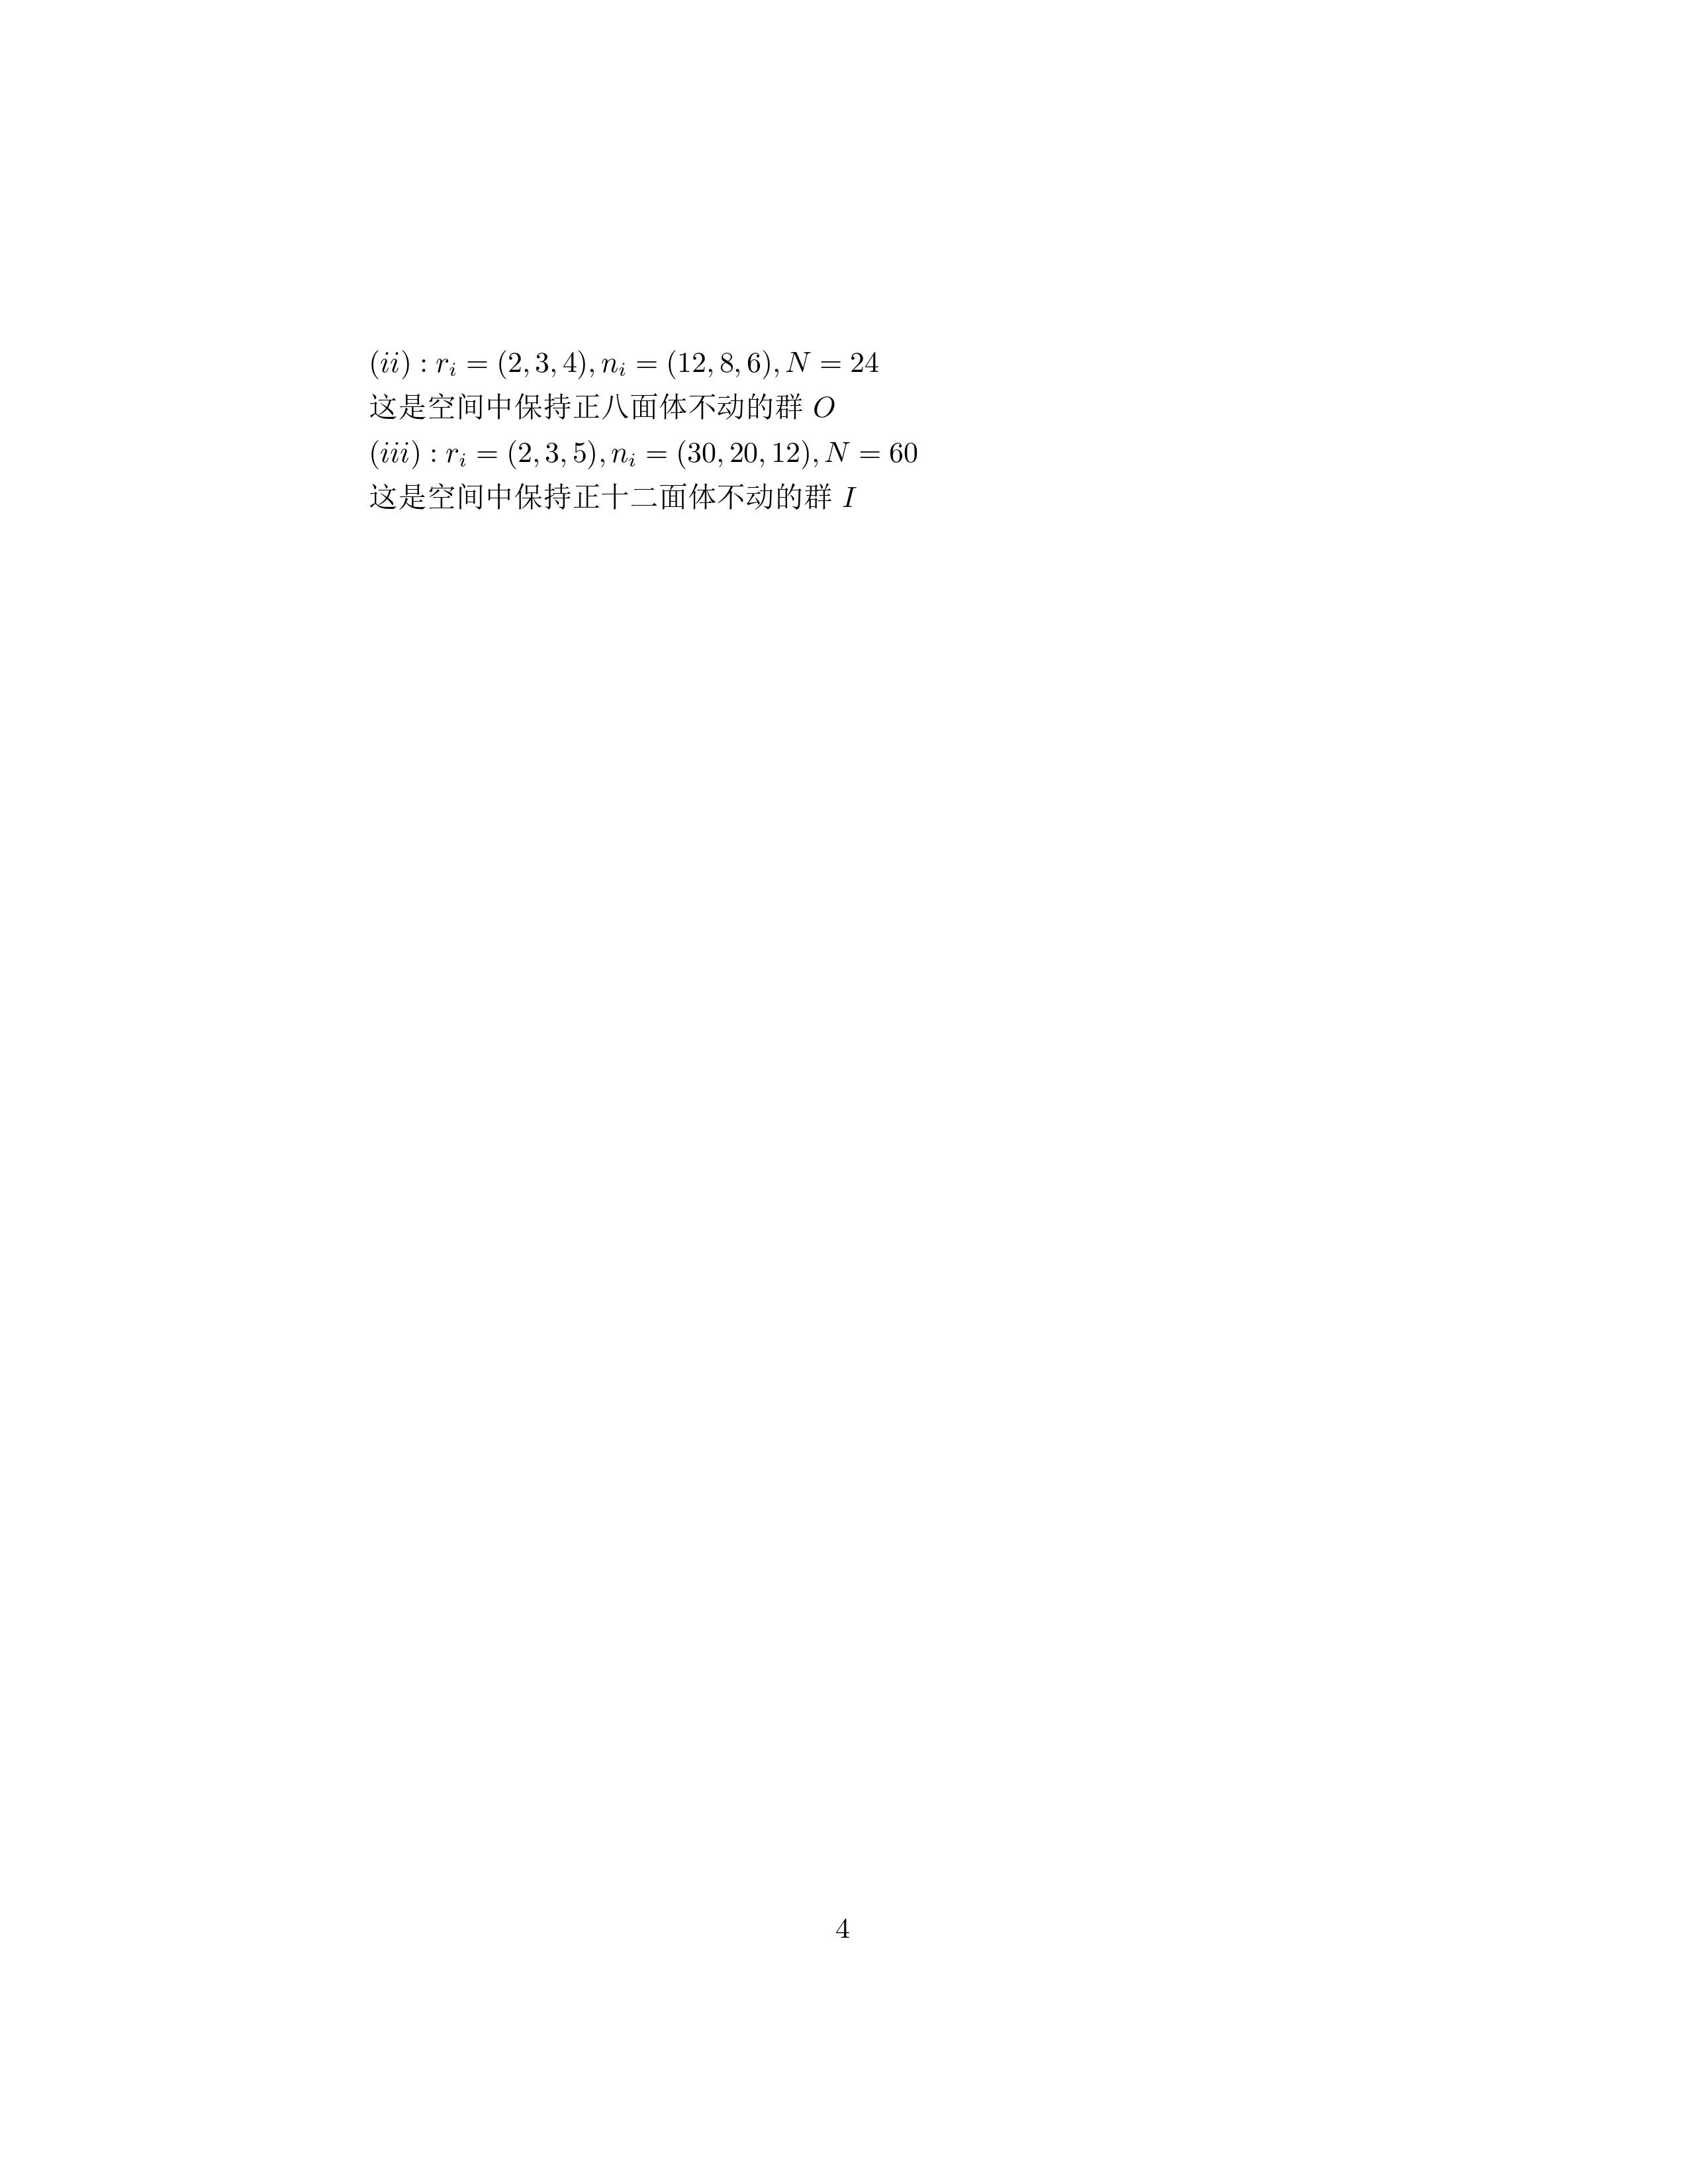 (ii) : r_i = (2, 3, 4), n_i = (12, 8, 6), N = 24
这是空间中保持正八面体不动的群 O
(iii) : r_i = (2, 3, 5), n_i = (30, 20, 12), N = 60
这是空间中保持正十二面体不动的群 I
4